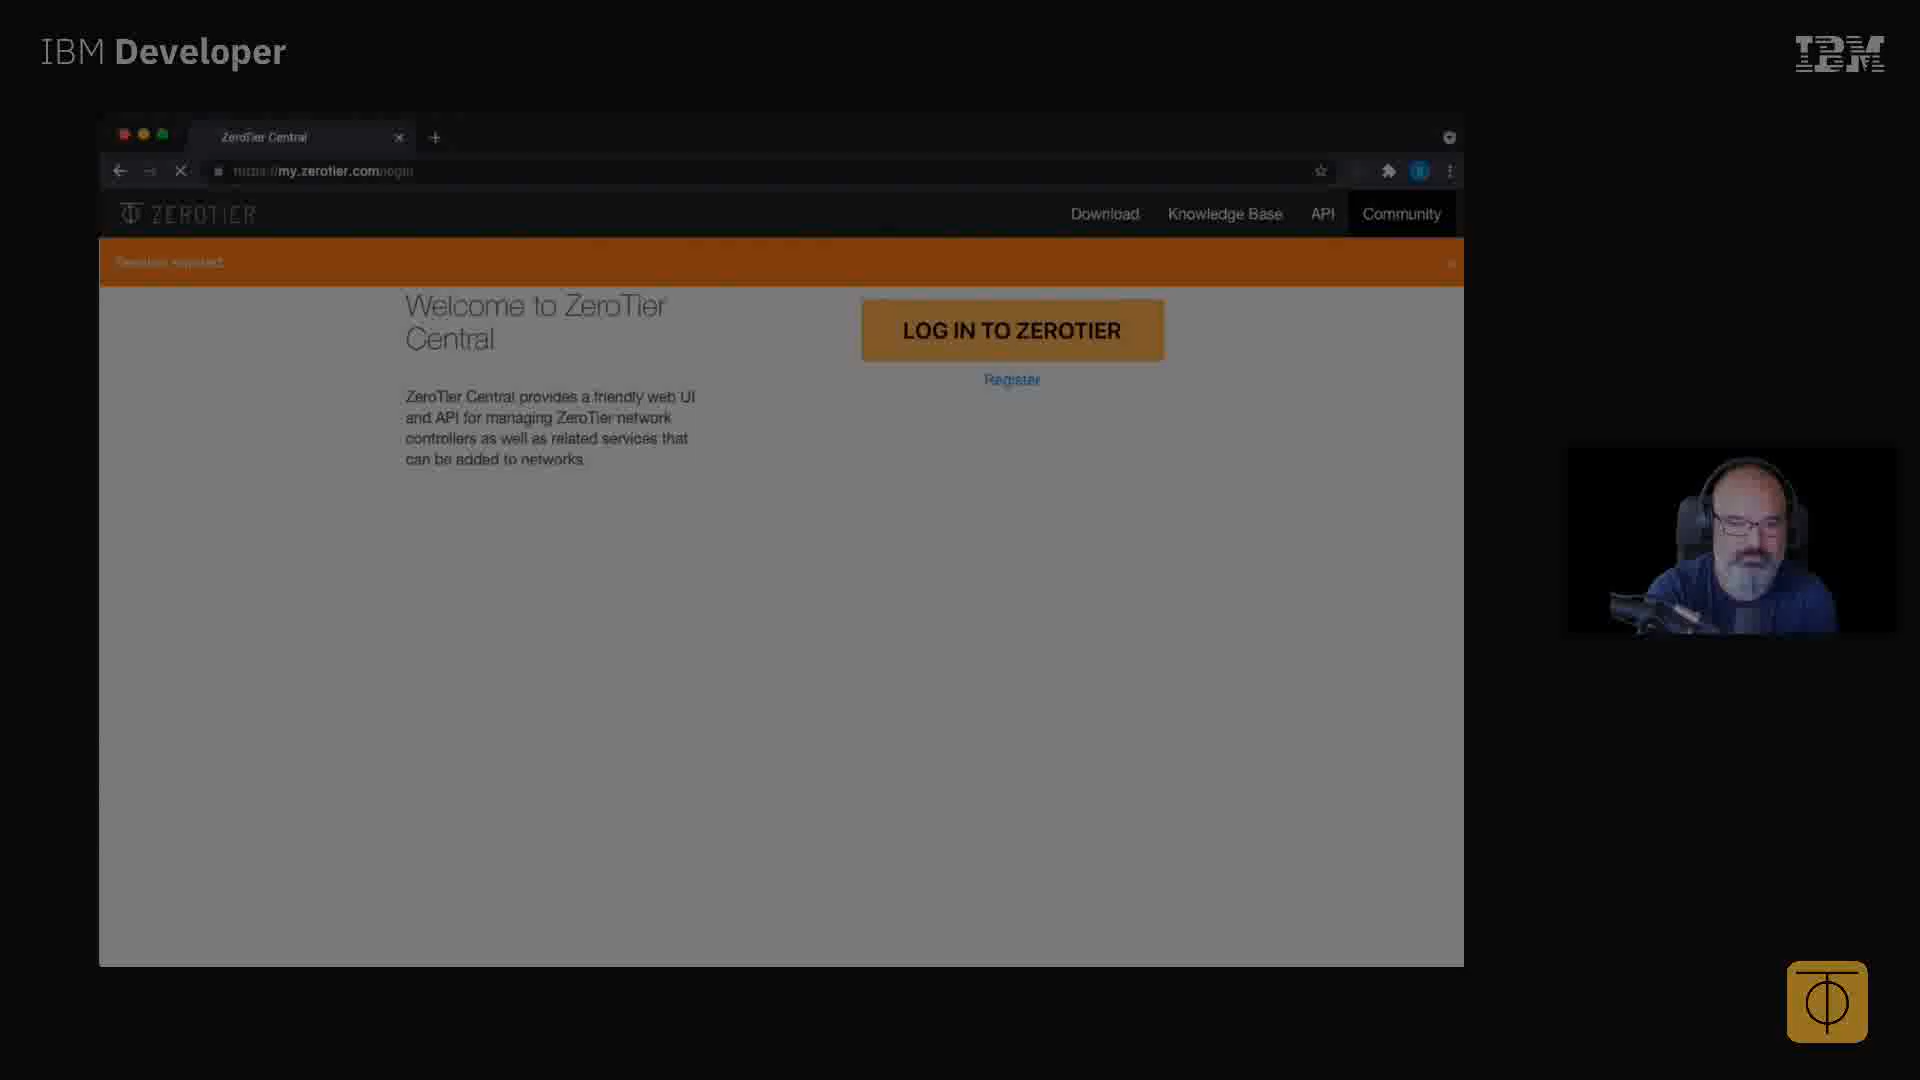 IBM Developer
IBM
ZeroTier Central
https://my.zerotier.com/login
ZEROTIER
Download
Knowledge Base
API
Community
Welcome to ZeroTier
Central
LOG IN TO ZEROTIER
Register
ZeroTier Central provides a friendly web UI
and API for managing ZeroTier network
controllers as well as related services that
can be added to networks.